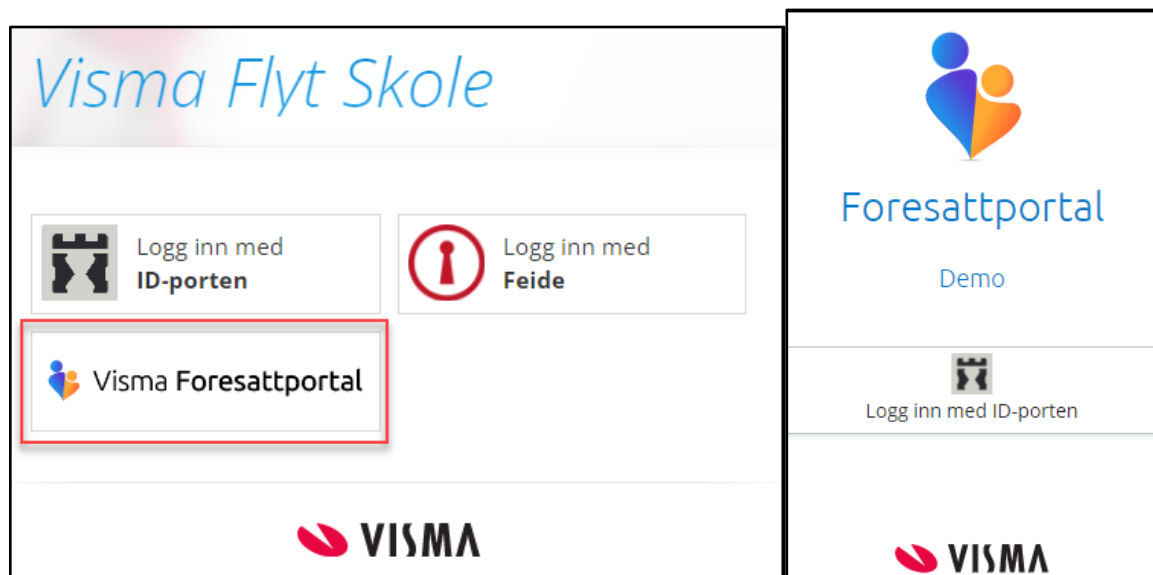 Visma Flyt Skole
Logg inn med
ID-porten
Logg inn med
Feide
Visma Foresattportal
VISMA
Foresattportal
Demo
Logg inn med ID-porten
VISMA